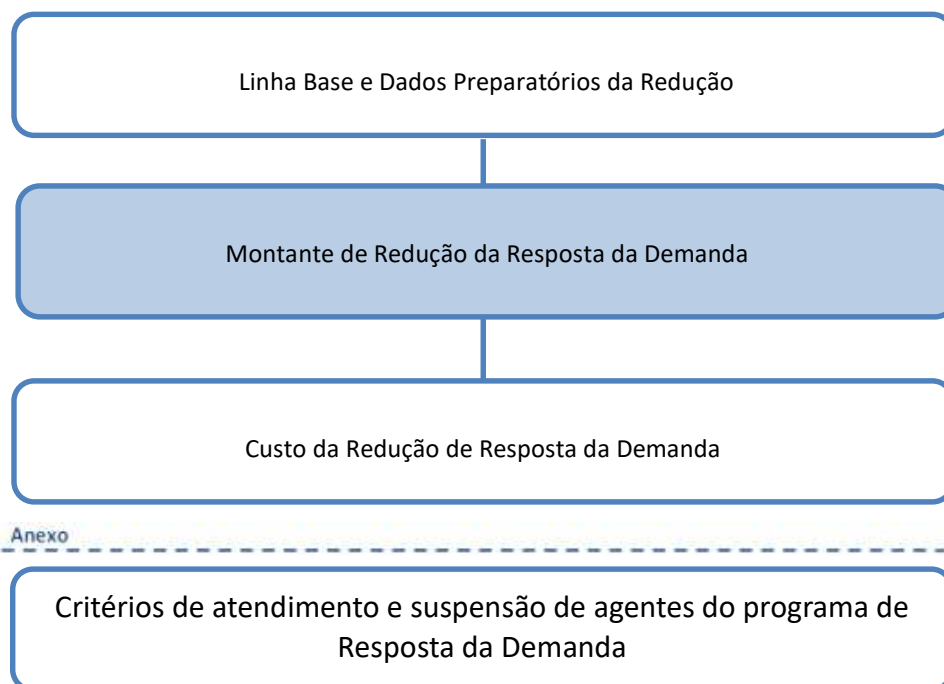 Linha Base e Dados Preparatórios da Redução
Montante de Redução da Resposta da Demanda
Custo da Redução de Resposta da Demanda
Anexo
Critérios de atendimento e suspensão de agentes do programa de
Resposta da Demanda